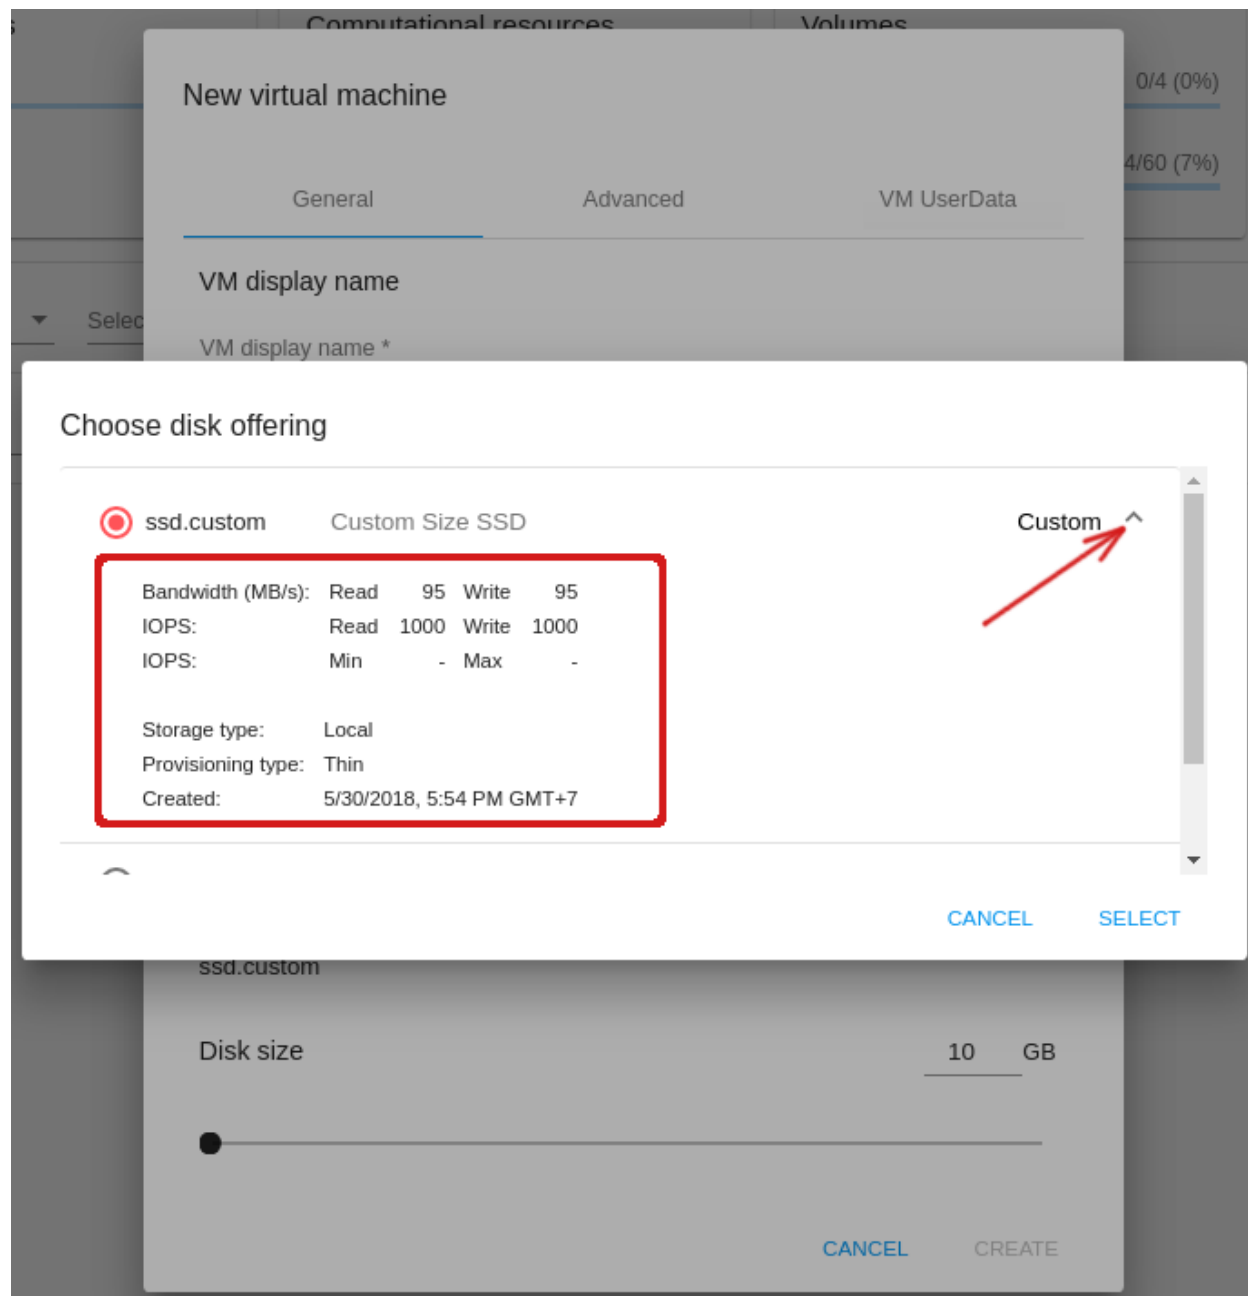 s
Computational resources
Volumes
0/4 (0%)
4/60 (7%)
New virtual machine
General Advanced VM UserData
VM display name
Selec
VM display name *
Choose disk offering
ssd.custom Custom Size SSD Custom
Bandwidth (MB/s): Read 95 Write 95
IOPS: Read 1000 Write 1000
IOPS: Min - Max -
Storage type: Local
Provisioning type: Thin
Created: 5/30/2018, 5:54 PM GMT+7
CANCEL SELECT
ssd.custom
Disk size 10 GB
CANCEL CREATE